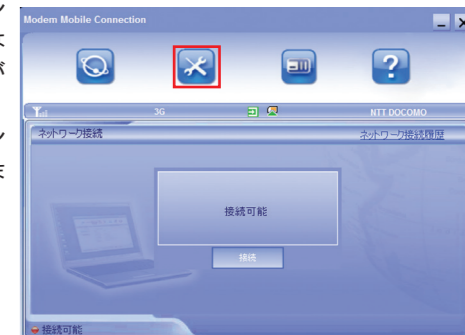 Modem Mobile Connection
3G
NTT DOCOMO
ネットワーク接続
ネットワーク接続履歴
接続可能
接続
接続可能